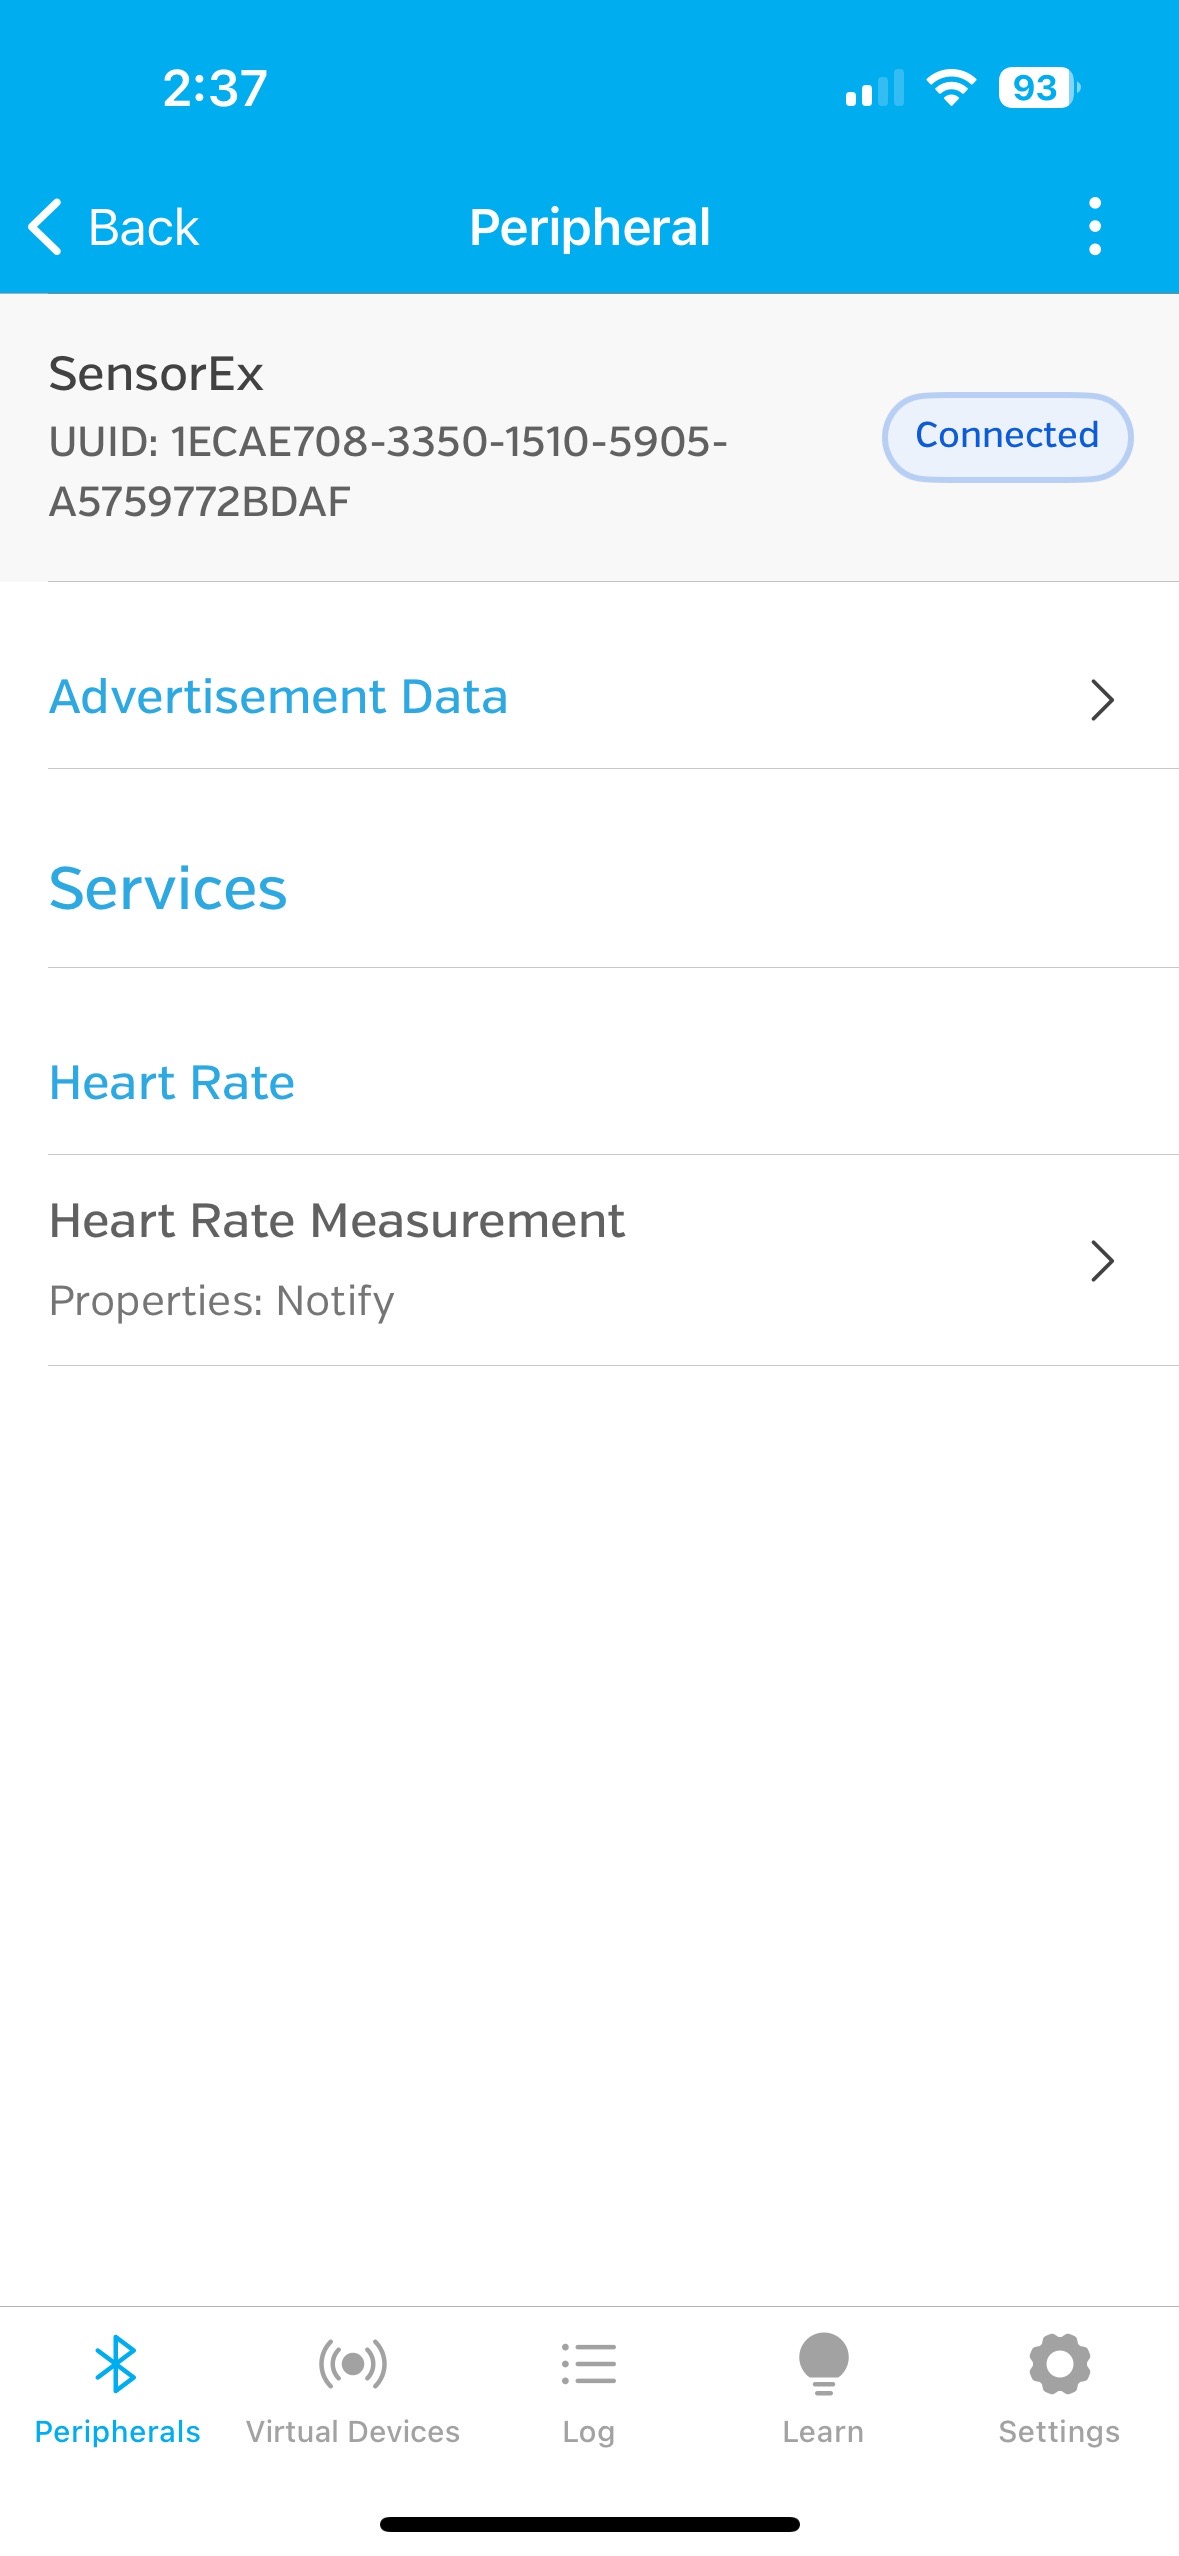 2:37
93
Back
Peripheral
SensorEx
UUID: 1ECAE708-3350-1510-5905-
A5759772BDAF
Connected
Advertisement Data
Services
Heart Rate
Heart Rate Measurement
Properties: Notify
Peripherals
Virtual Devices
Log
Learn
Settings